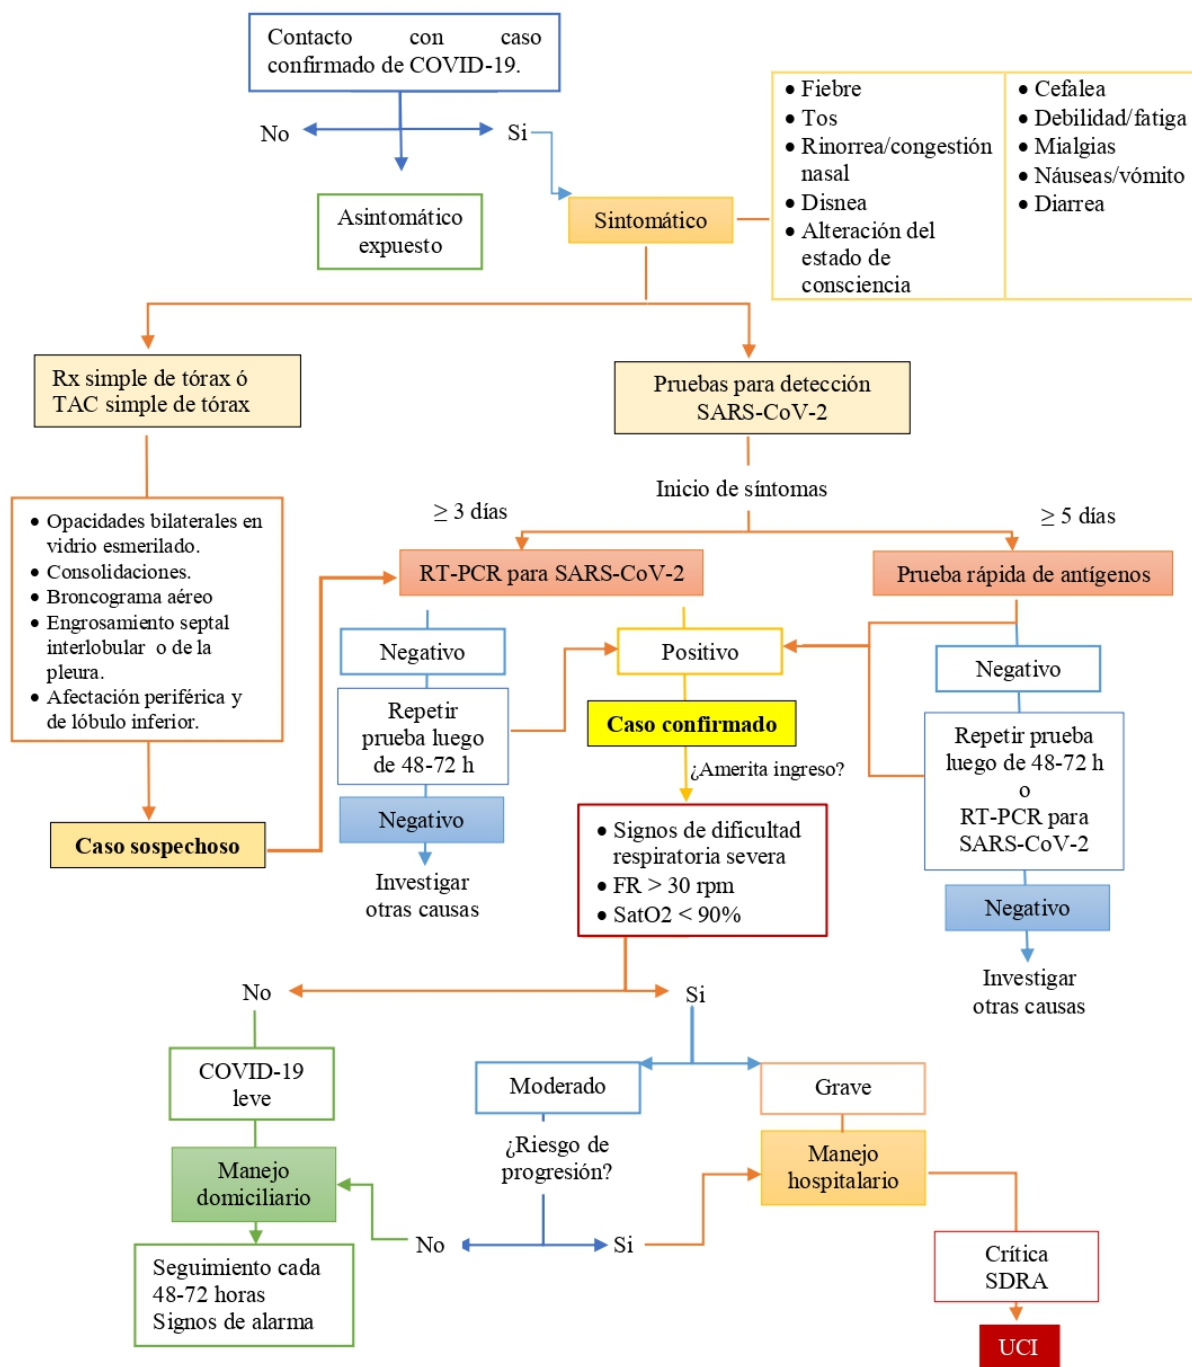 Contacto con caso
confirmado de COVID-19.
No
Si
• Fiebre
• Tos
• Rinorrea/congestión
nasal
• Disnea
• Alteración del
estado de
consciencia
• Cefalea
• Debilidad/fatiga
• Mialgias
• Náuseas/vómito
• Diarrea
Asintomático
expuesto
Sintomático
Rx simple de tórax ó
TAC simple de tórax
Pruebas para detección
SARS-CoV-2
Inicio de síntomas
≥ 3 días
≥ 5 días
• Opacidades bilaterales en
vidrio esmerilado.
• Consolidaciones.
• Broncograma aéreo
• Engrosamiento septal
interlobular o de la
pleura.
• Afectación periférica y
de lóbulo inferior.
RT-PCR para SARS-CoV-2
Prueba rápida de antígenos
Negativo
Positivo
Negativo
Repetir
prueba luego
de 48-72 h
Caso confirmado
Repetir prueba
luego de 48-72 h
o
RT-PCR para
SARS-CoV-2
¿Amerita ingreso?
Negativo
Caso sospechoso
• Signos de dificultad
respiratoria severa
• FR > 30 rpm
• SatO2 < 90%
Investigar
otras causas
Negativo
Investigar
otras causas
No
Si
COVID-19
leve
Moderado
Grave
¿Riesgo de
progresión?
Manejo
domiciliario
Manejo
hospitalario
No
Si
Seguimiento cada
48-72 horas
Signos de alarma
Crítica
SDRA
UCI